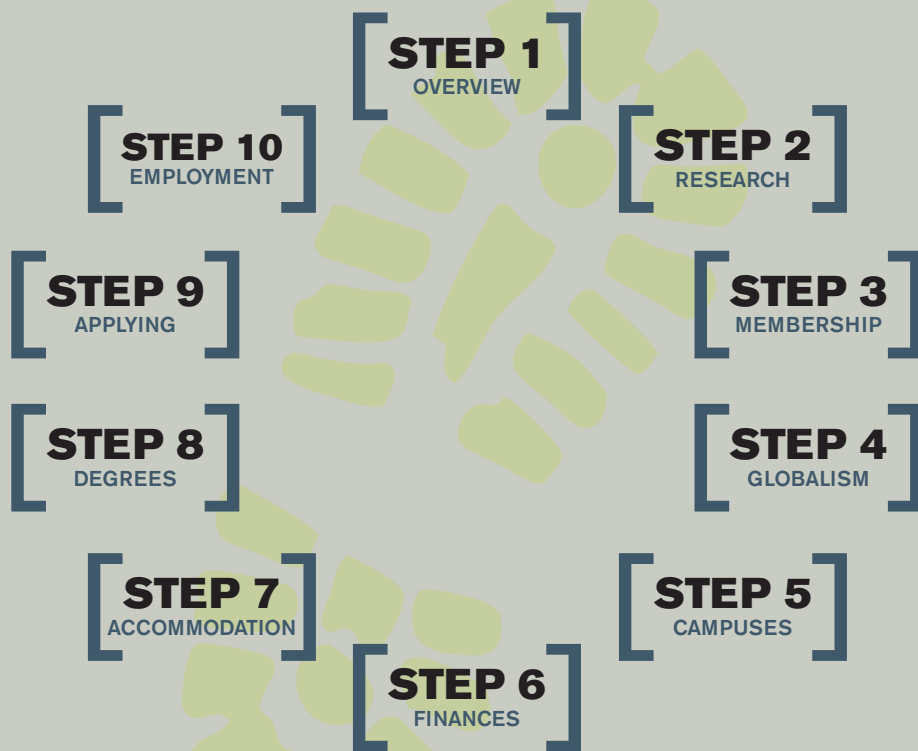 STEP 1
OVERVIEW
STEP 2
RESEARCH
STEP 3
MEMBERSHIP
STEP 4
GLOBALISM
STEP 5
CAMPUSES
STEP 6
FINANCES
STEP 7
ACCOMMODATION
STEP 8
DEGREES
STEP 9
APPLYING
STEP 10
EMPLOYMENT